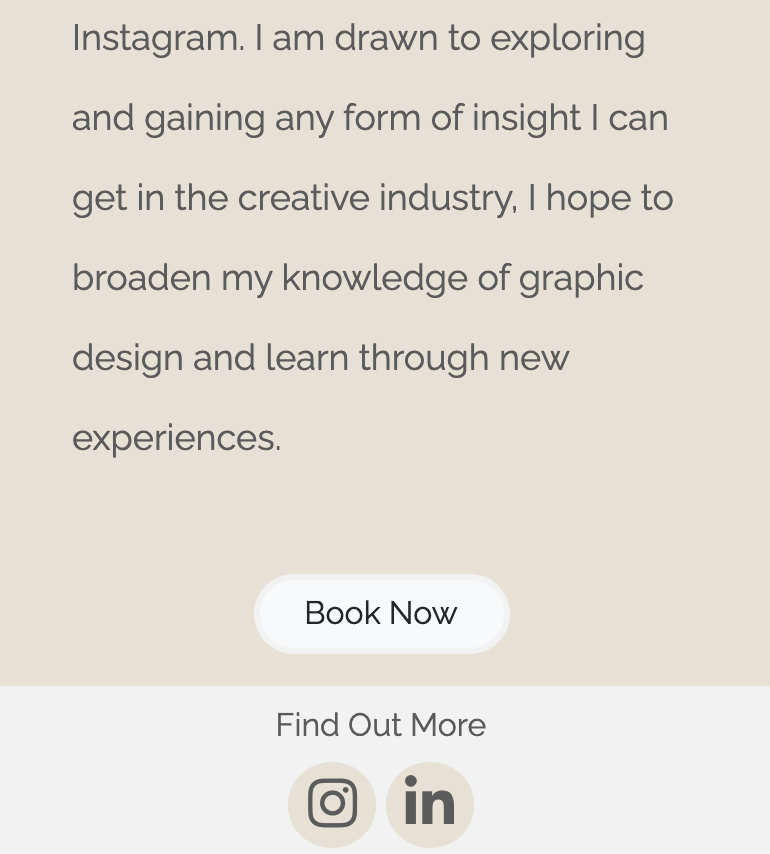 Instagram. I am drawn to exploring
and gaining any form of insight I can
get in the creative industry, I hope to
broaden my knowledge of graphic
design and learn through new
experiences.
Book Now
Find Out More
in